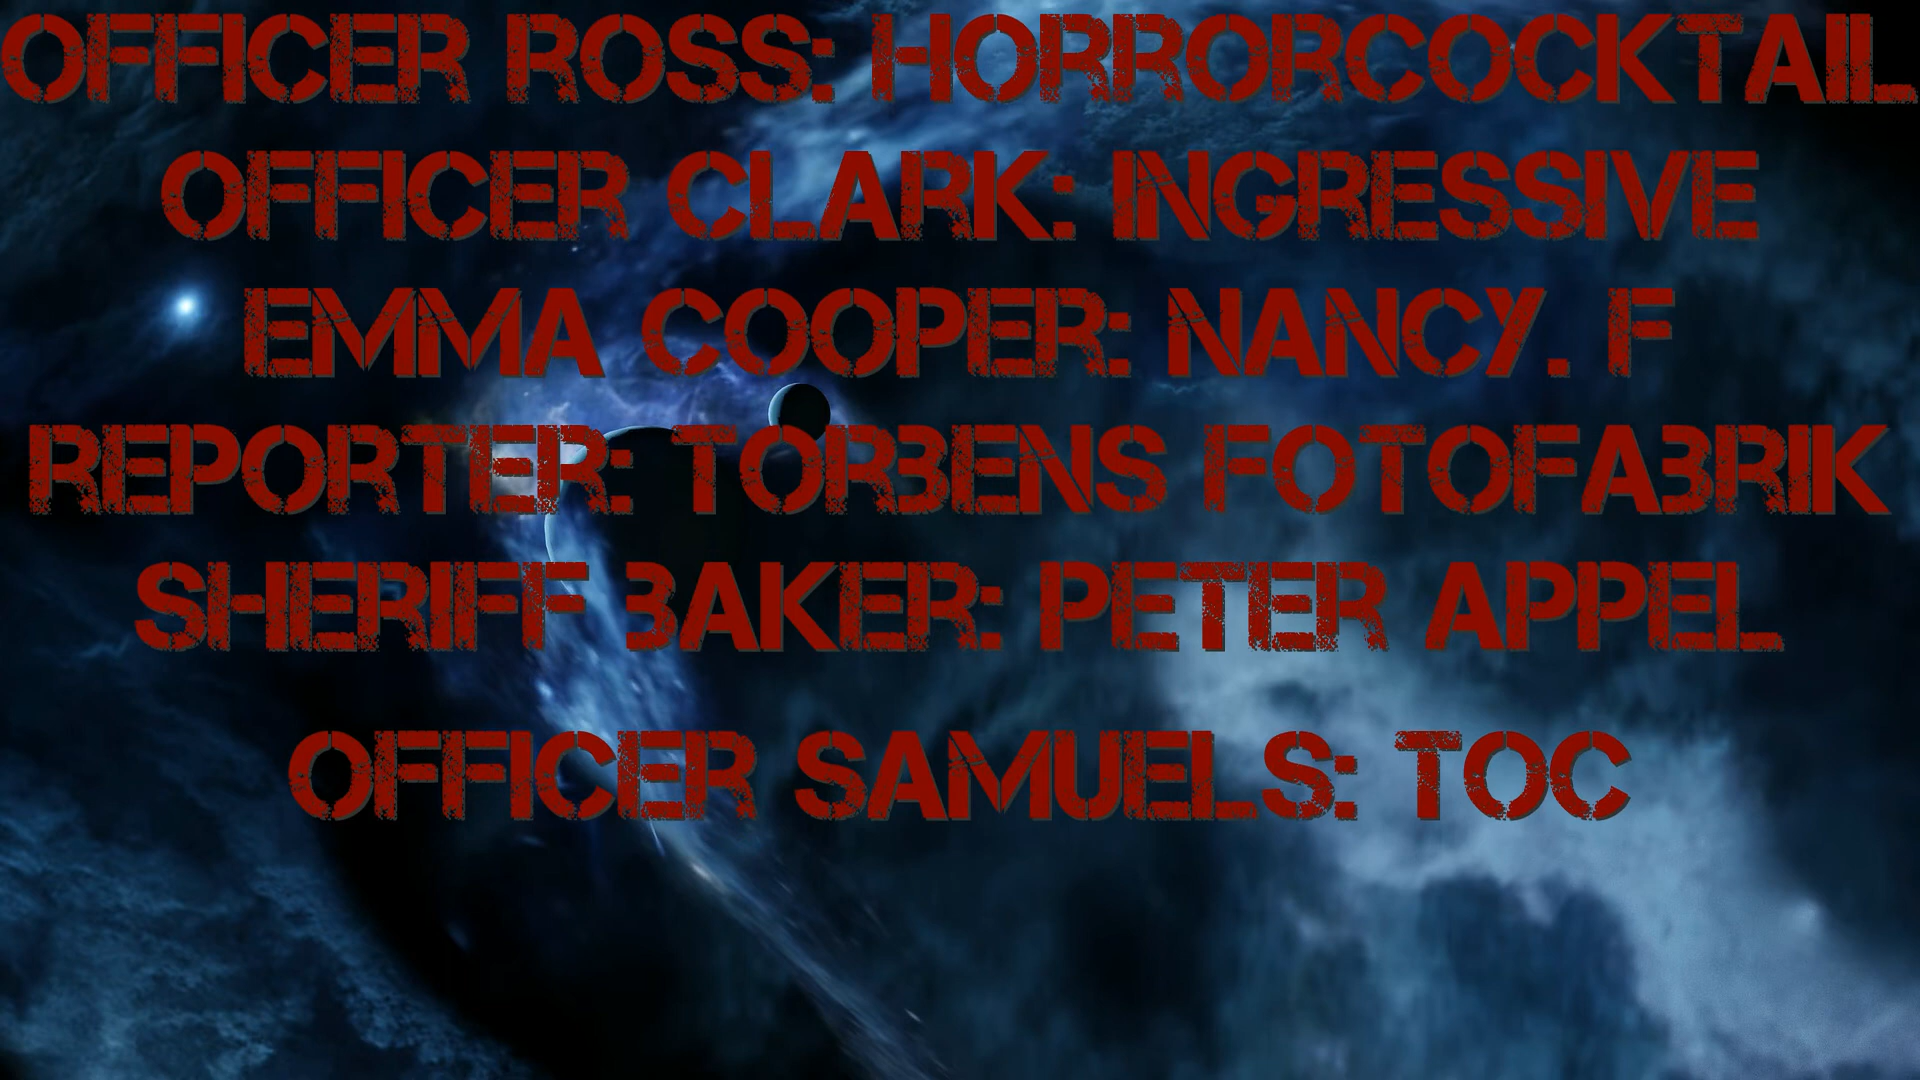 OFFICER ROSS: HORRORCOCKTAIL
OFFICER CLARK: INGRESSIVE
EMMA COOPER: NANCY. F
REPORTER: TORBENS FOTOFABRIK
SHERIFF BAKER: PETER APPEL
OFFICER SAMUELS: TOC